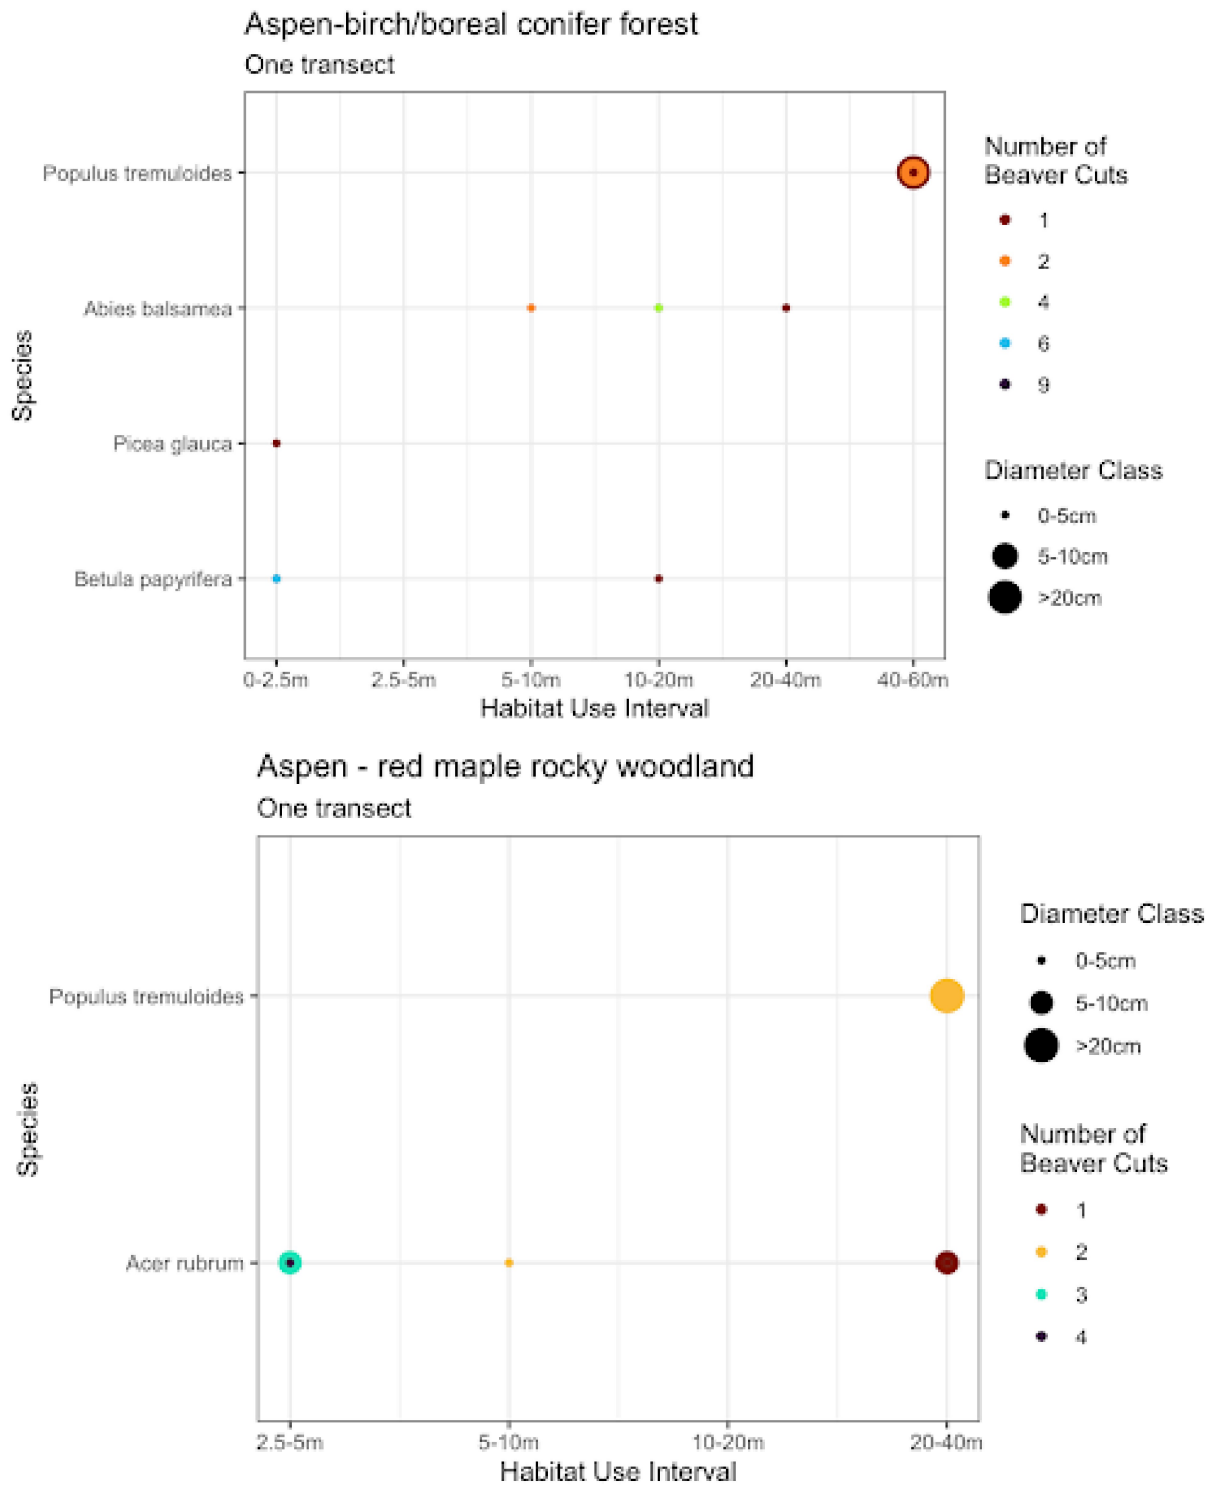 Aspen-birch/boreal conifer forest
One transect
Populus tremuloides
Abies balsamea
Picea glauca
Betula papyrifera
Species
0-2.5m 2.5-5m 5-10m 10-20m 20-40m 40-60m
Habitat Use Interval
Number of
Beaver Cuts
1
2
4
6
9
Diameter Class
0-5cm
5-10cm
>20cm
Aspen - red maple rocky woodland
One transect
Populus tremuloides
Acer rubrum
Species
2.5-5m 5-10m 10-20m 20-40m
Habitat Use Interval
Diameter Class
0-5cm
5-10cm
>20cm
Number of
Beaver Cuts
1
2
3
4